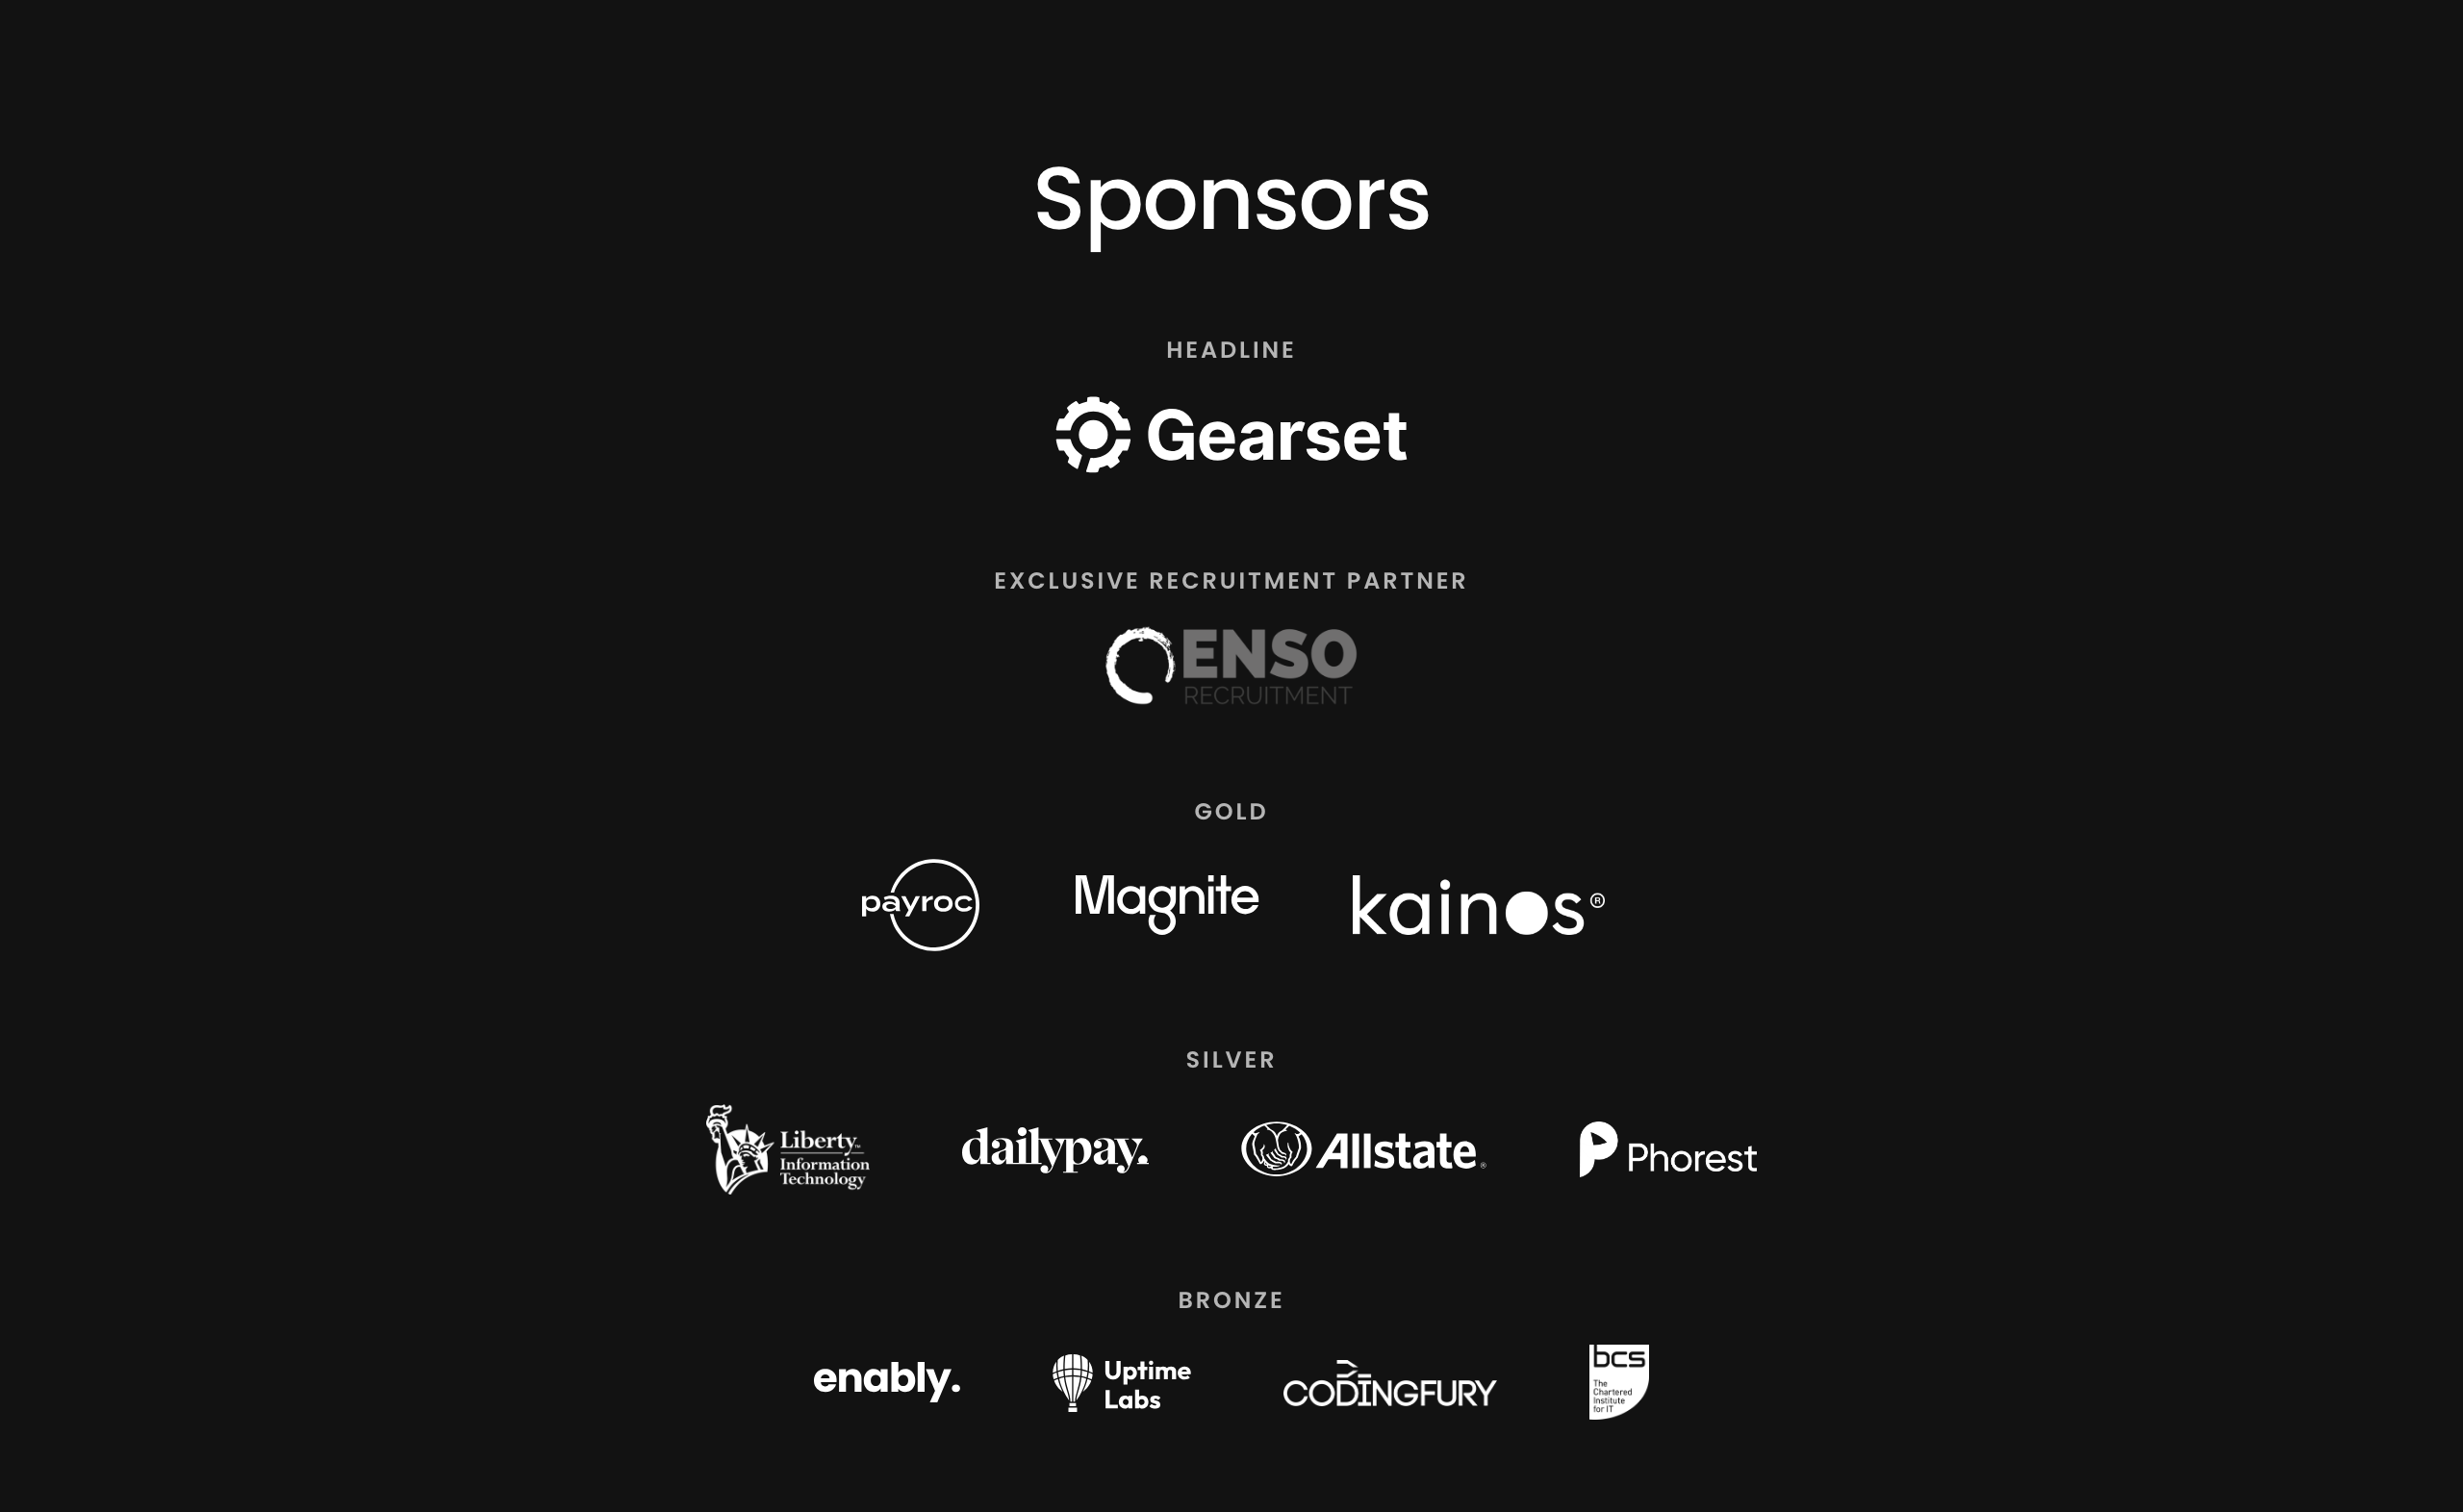 Sponsors
HEADLINE
Gearset
EXCLUSIVE RECRUITMENT PARTNER
ENSO
RECRUITMENT
GOLD
payroc
Magnite
kainos®
SILVER
Liberty™
Information
Technology
dailypay.
Allstate®
Phorest
BRONZE
enably.
Uptime
Labs
CODINGFURY
bcs
The
Chartered
Institute
for IT